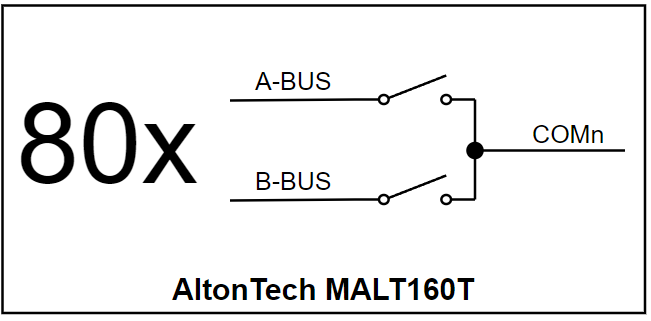 80x
A-BUS
COMn
B-BUS
AltonTech MALT160T